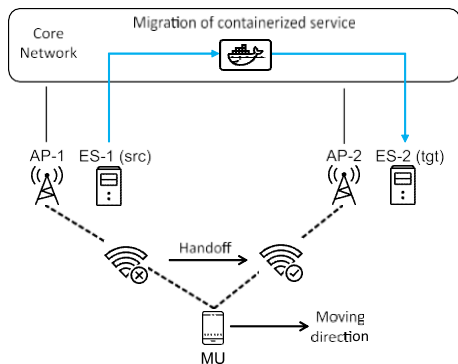 Migration of containerized service
Core
Network
AP-1 ES-1 (src) AP-2 ES-2 (tgt)
Handoff
Moving
direction
MU